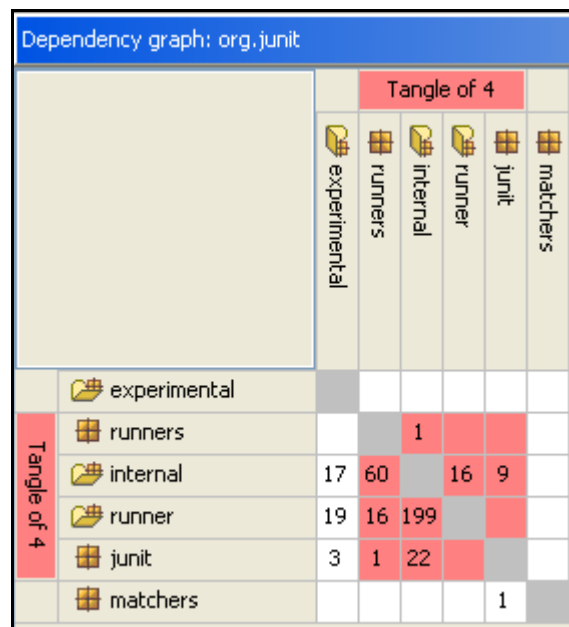 Dependency graph: org.junit
Tangle of 4
experimental runners internal runner junit matchers
Tangle of 4
experimental
runners 1
internal 17 60 16 9
runner 19 16 199
junit 3 1 22
matchers 1